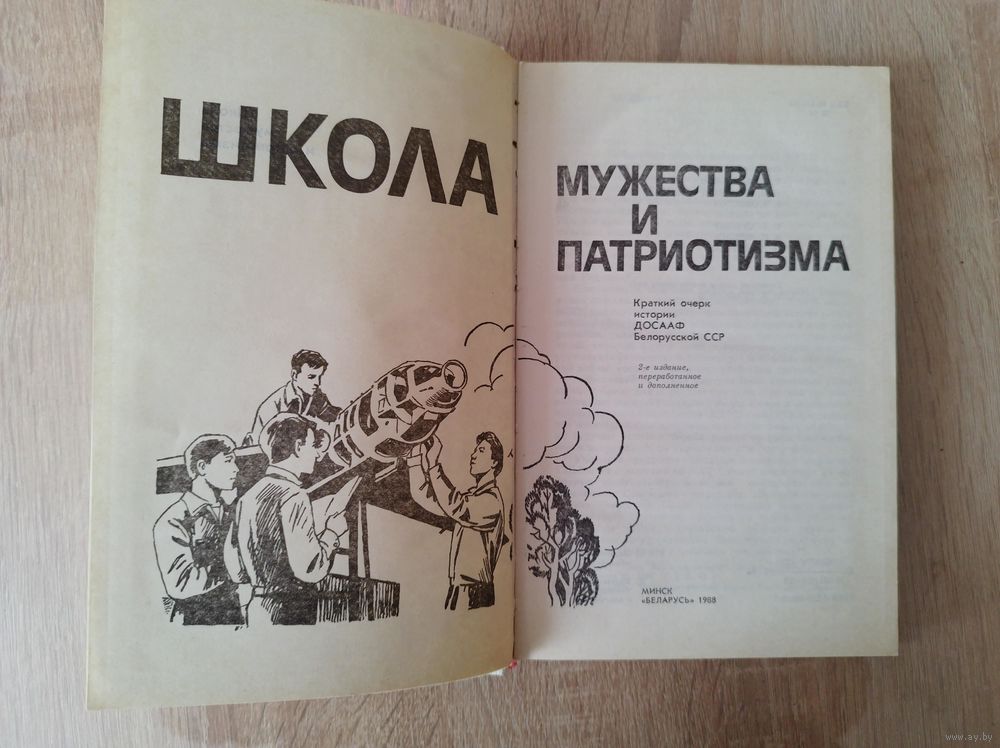 ШКОЛА
МУЖЕСТВА
И
ПАТРИОТИЗМА
Краткий очерк
истории
ДОСААФ
Белорусской ССР
2-е издание,
переработанное
и дополненное
МИНСК
«БЕЛАРУСЬ» 1988
www.ay.by